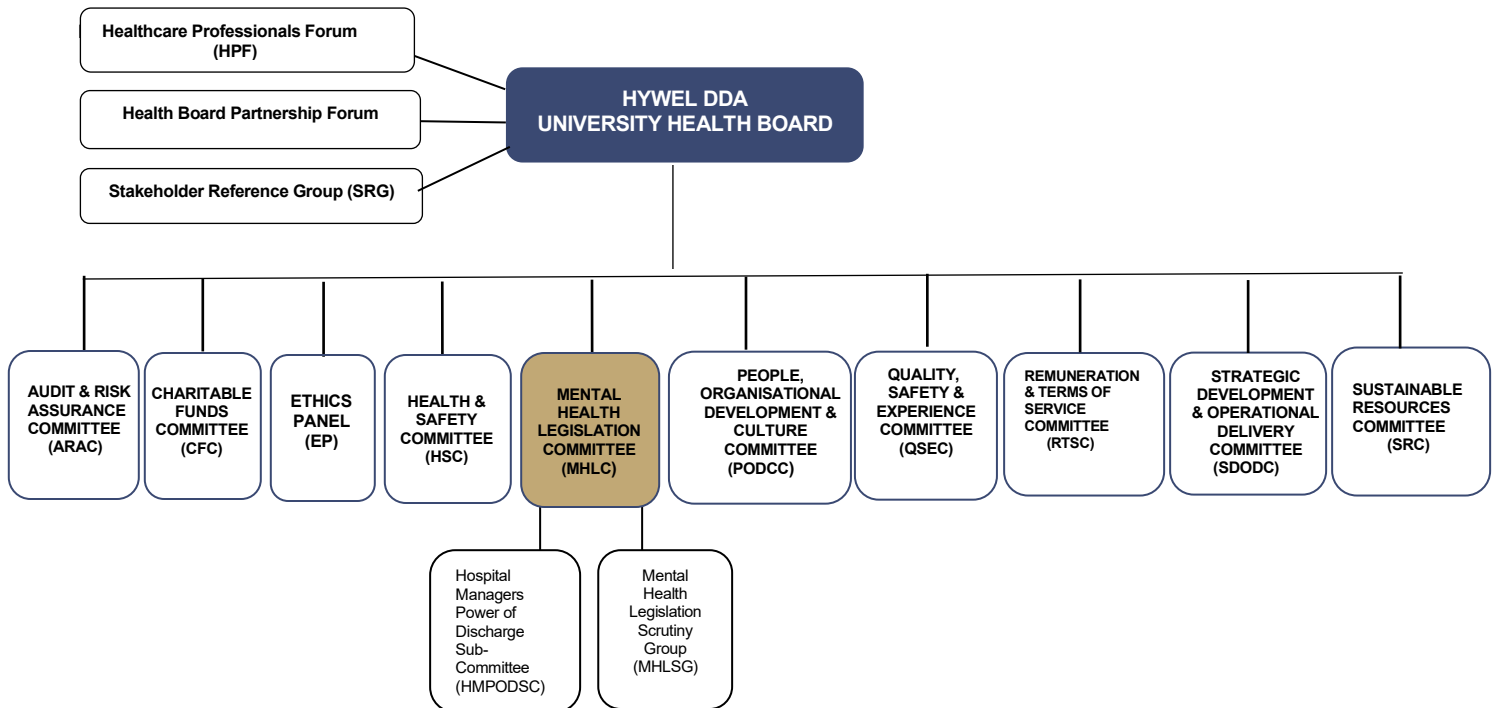 Healthcare Professionals Forum
(HPF)
Health Board Partnership Forum
Stakeholder Reference Group (SRG)
HYWEL DDA
UNIVERSITY HEALTH BOARD
AUDIT & RISK
ASSURANCE
COMMITTEE
(ARAC)
CHARITABLE
FUNDS
COMMITTEE
(CFC)
ETHICS
PANEL
(EP)
HEALTH &
SAFETY
COMMITTEE
(HSC)
MENTAL
HEALTH
LEGISLATION
COMMITTEE
(MHLC)
PEOPLE,
ORGANISATIONAL
DEVELOPMENT &
CULTURE
COMMITTEE
(PODCC)
QUALITY,
SAFETY &
EXPERIENCE
COMMITTEE
(QSEC)
REMUNERATION
& TERMS OF
SERVICE
COMMITTEE
(RTSC)
STRATEGIC
DEVELOPMENT
& OPERATIONAL
DELIVERY
COMMITTEE
(SDODC)
SUSTAINABLE
RESOURCES
COMMITTEE
(SRC)
Hospital
Managers
Power of
Discharge
Sub-
Committee
(HMPODSC)
Mental
Health
Legislation
Scrutiny
Group
(MHLSG)